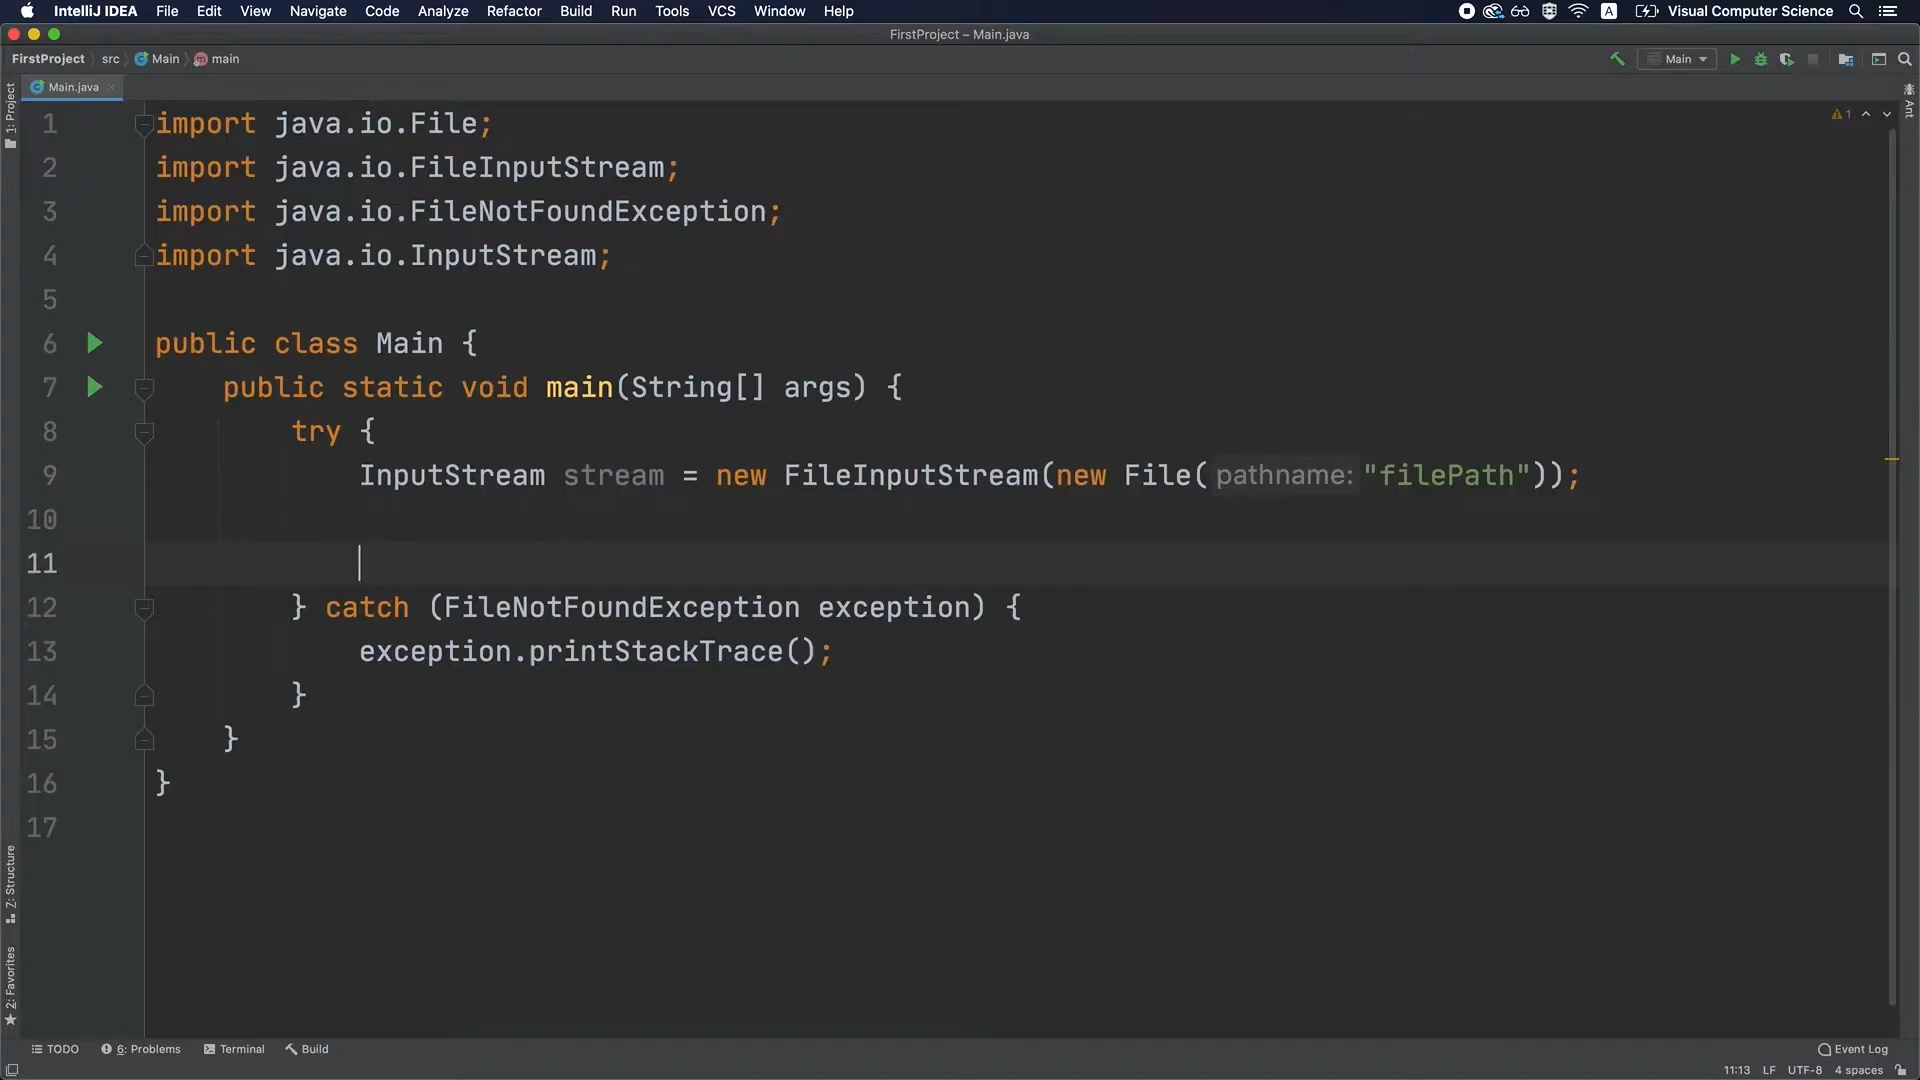 IntelliJ IDEA File Edit View Navigate Code Analyze Refactor Build Run Tools VCS Window Help A Visual Computer Science
FirstProject – Main.java
FirstProject src Main main Main
Main.java
1: Project
Ant
1 import java.io.File; 1
2 import java.io.FileInputStream;
3 import java.io.FileNotFoundException;
4 import java.io.InputStream;
5
6 public class Main {
7 public static void main(String[] args) {
8 try {
9 InputStream stream = new FileInputStream(new File( pathname: "filePath"));
10
11
12 } catch (FileNotFoundException exception) {
13 exception.printStackTrace();
14 }
15 }
16 }
17
Z: Structure
2: Favorites
TODO 6: Problems Terminal Build Event Log
11:13 LF UTF-8 4 spaces